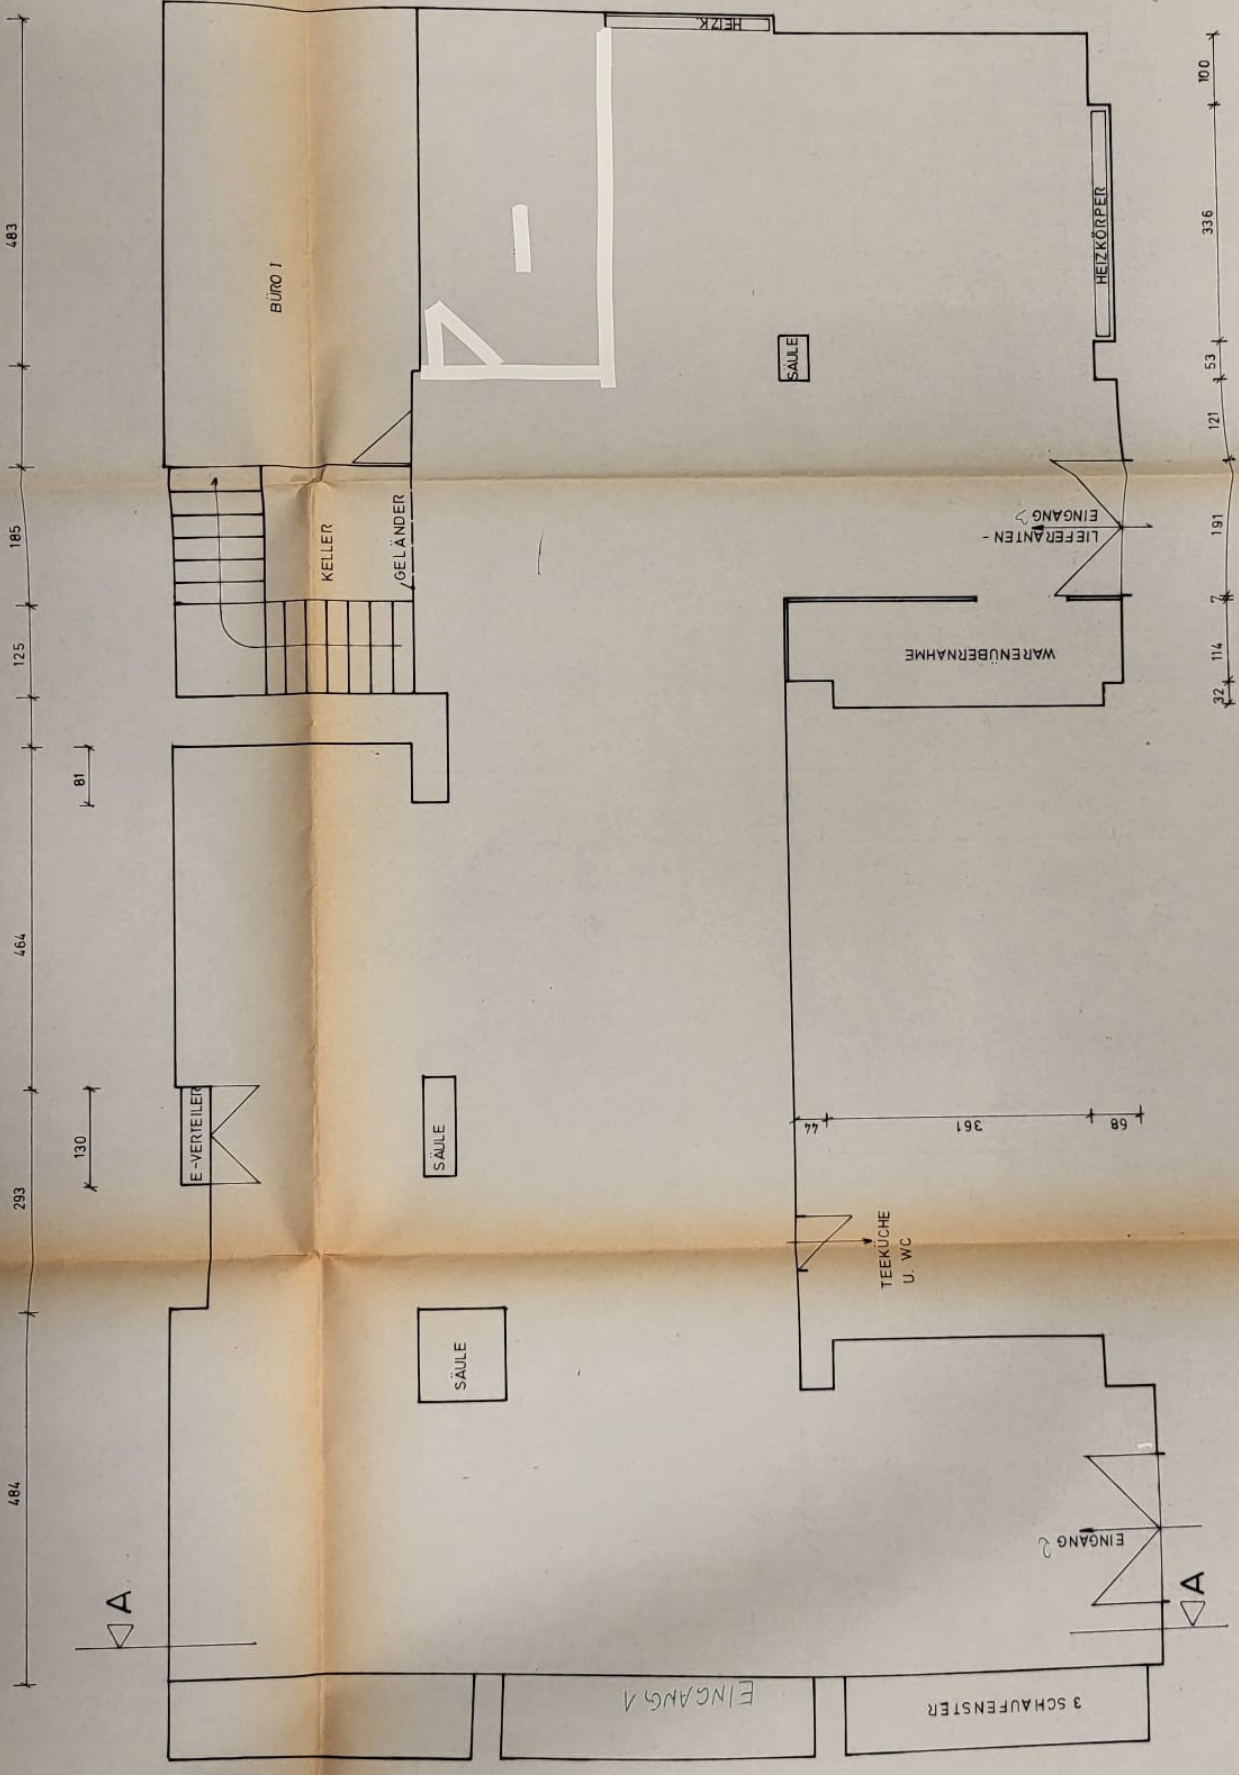 HEIZK.
483
100
BÜRO 1
HEIZKÖRPER
336
SÄULE
53
121
185
KELLER
GELÄNDER
LIEFERANTEN-
EINGANG 3
191
7
125
WARENÜBERNAHME
114
32
81
464
E-VERTEILER
130
SÄULE
44
361
68
293
TEEKÜCHE
U. WC
SÄULE
484
EINGANG 2
A
A
EINGANG 1
3 SCHAUFENSTER